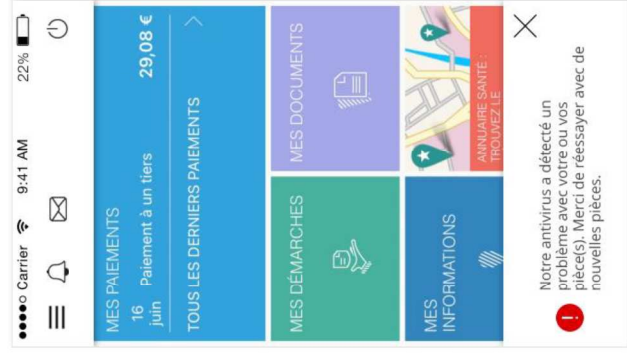 Carrier 9:41 AM 22%
MES PAIEMENTS
16 juin Paiement à un tiers 29,08 €
TOUS LES DERNIERS PAIEMENTS
MES DÉMARCHES
MES DOCUMENTS
MES
INFORMATIONS
ANNUAIRE SANTÉ :
TROUVEZ LE
Notre antivirus a détecté un
problème avec votre ou vos
pièce(s). Merci de réessayer avec de
nouvelles pièces.